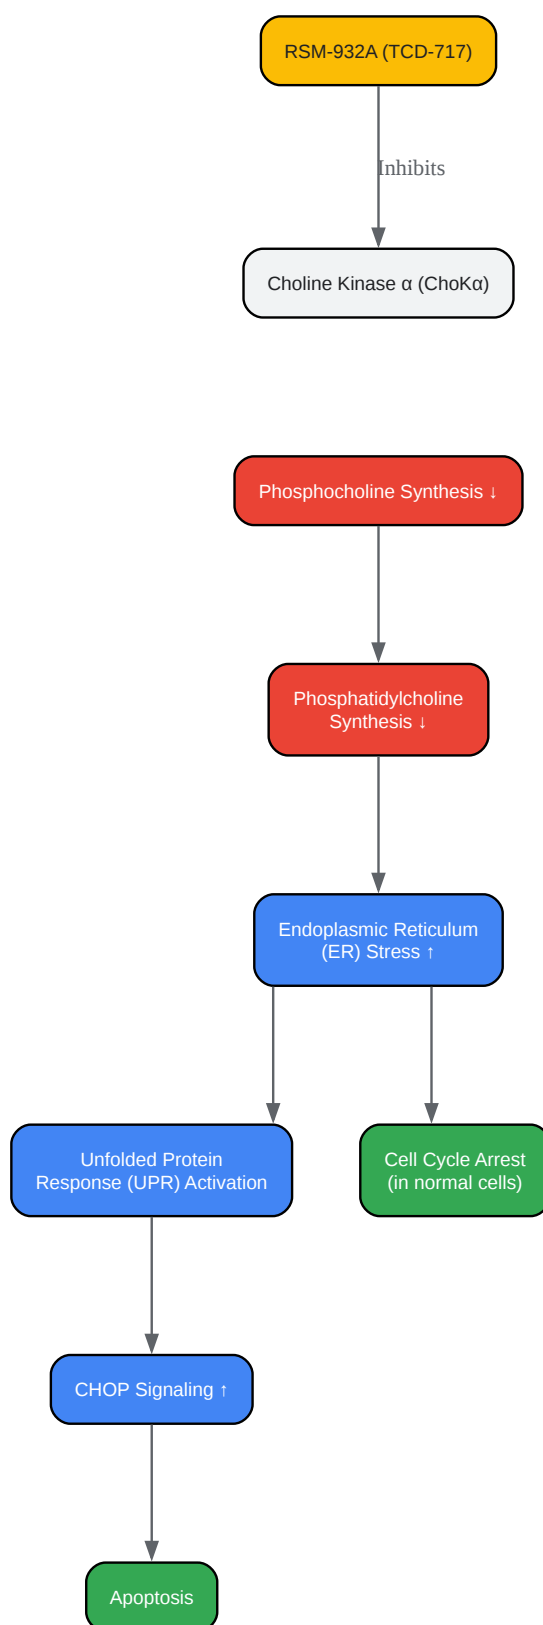 RSM-932A (TCD-717)
Inhibits
Choline Kinase α (ChoKα)
Phosphocholine Synthesis ↓
Phosphatidylcholine
Synthesis ↓
Endoplasmic Reticulum
(ER) Stress ↑
Unfolded Protein
Response (UPR) Activation
Cell Cycle Arrest
(in normal cells)
CHOP Signaling ↑
Apoptosis